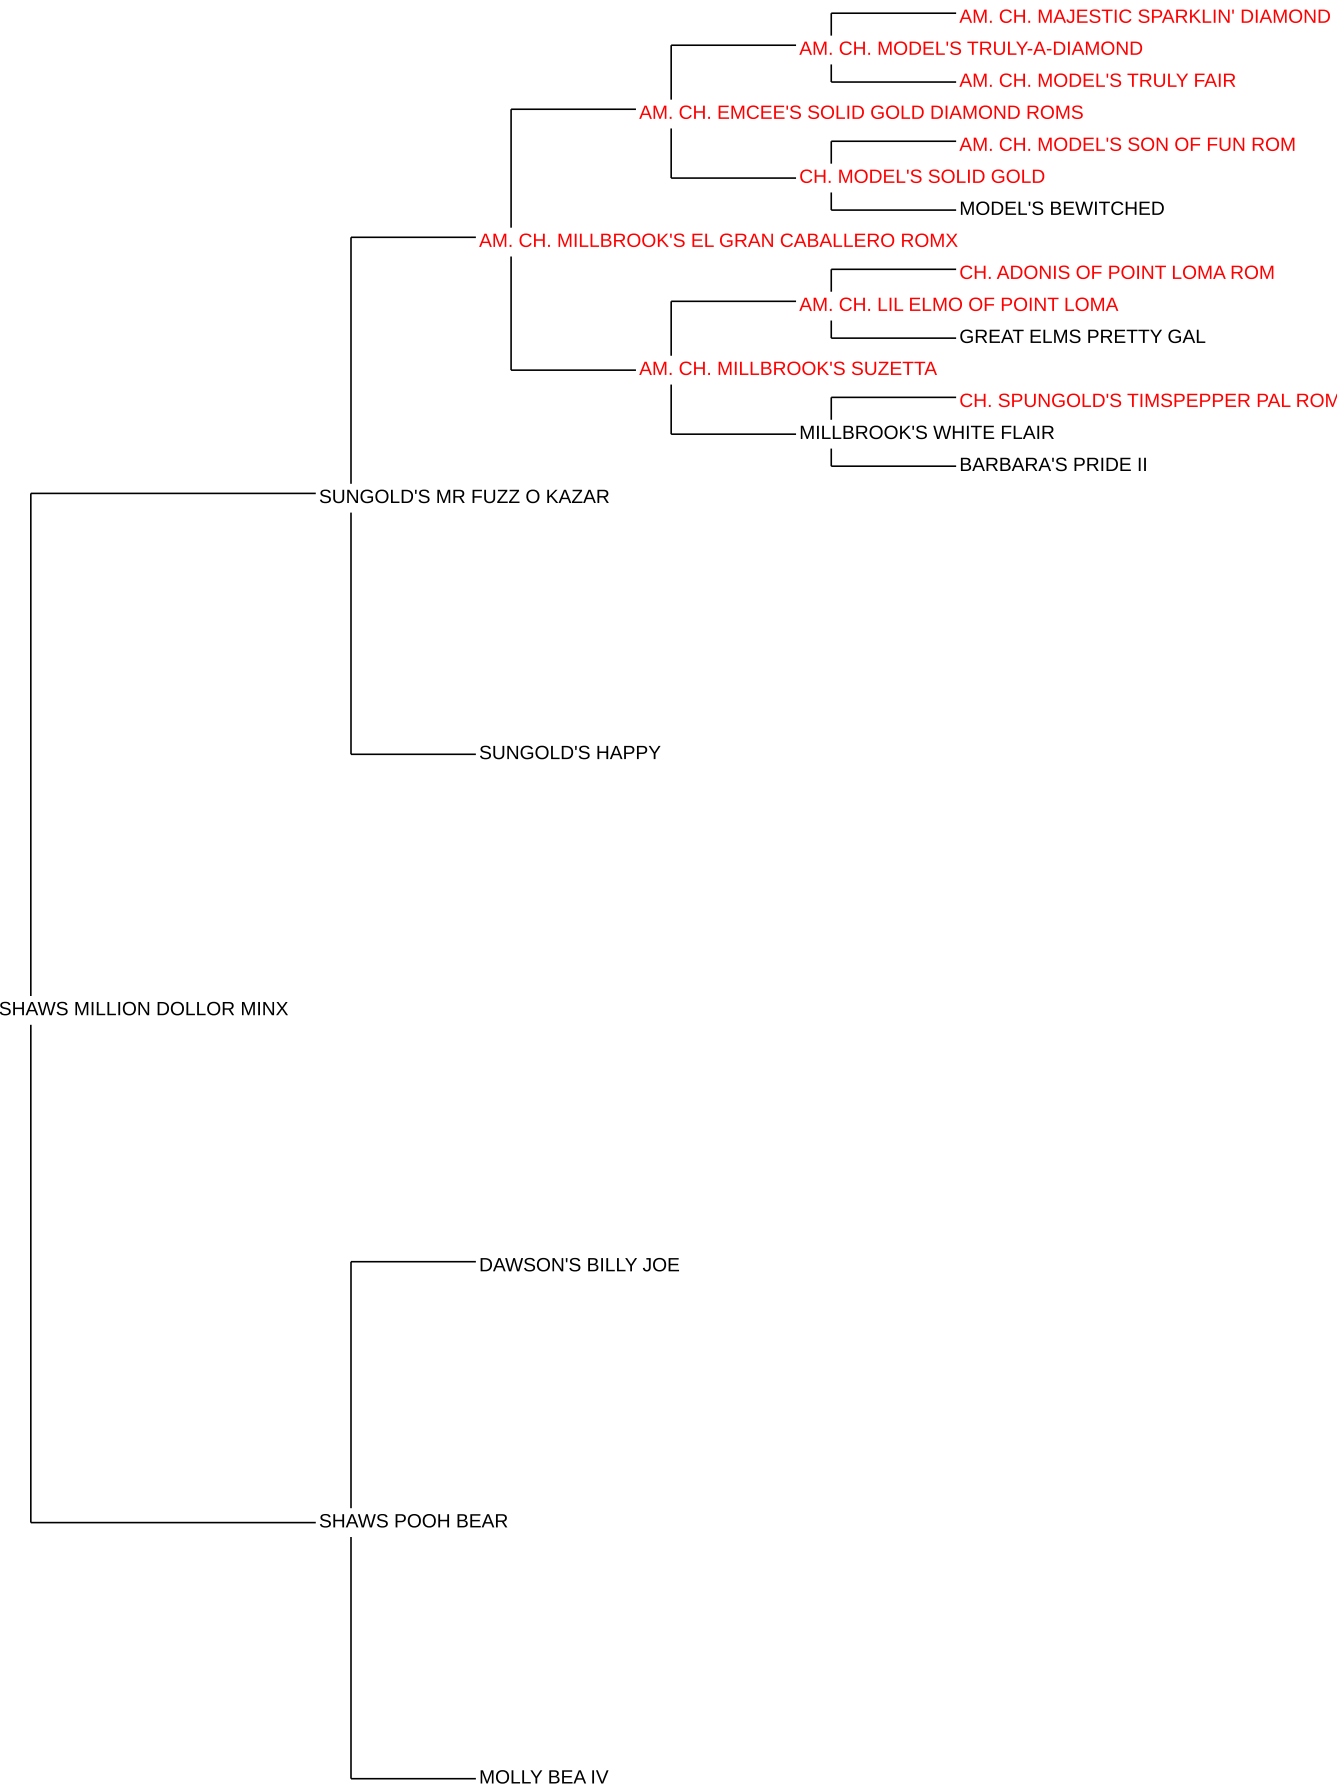 AM. CH. MAJESTIC SPARKLIN' DIAMOND
AM. CH. MODEL'S TRULY-A-DIAMOND
AM. CH. MODEL'S TRULY FAIR
AM. CH. EMCEE'S SOLID GOLD DIAMOND ROMS
AM. CH. MODEL'S SON OF FUN ROM
CH. MODEL'S SOLID GOLD
MODEL'S BEWITCHED
AM. CH. MILLBROOK'S EL GRAN CABALLERO ROMX
CH. ADONIS OF POINT LOMA ROM
AM. CH. LIL ELMO OF POINT LOMA
GREAT ELMS PRETTY GAL
AM. CH. MILLBROOK'S SUZETTA
CH. SPUNGOLD'S TIMSPEPPER PAL ROM
MILLBROOK'S WHITE FLAIR
BARBARA'S PRIDE II
SUNGOLD'S MR FUZZ O KAZAR
SUNGOLD'S HAPPY
SHAWS MILLION DOLLOR MINX
DAWSON'S BILLY JOE
SHAWS POOH BEAR
MOLLY BEA IV